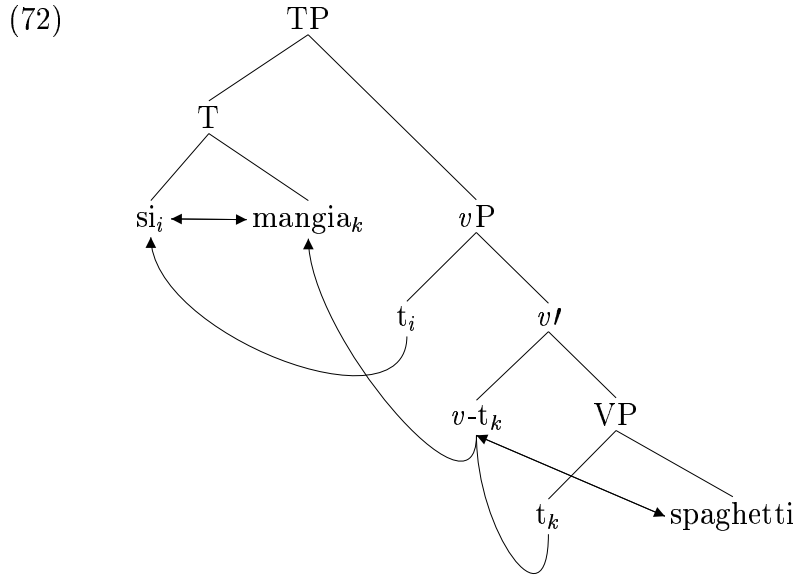 (72)
TP
T
si_i mangia_k vP
t_i v′
v-t_k VP
t_k spaghetti